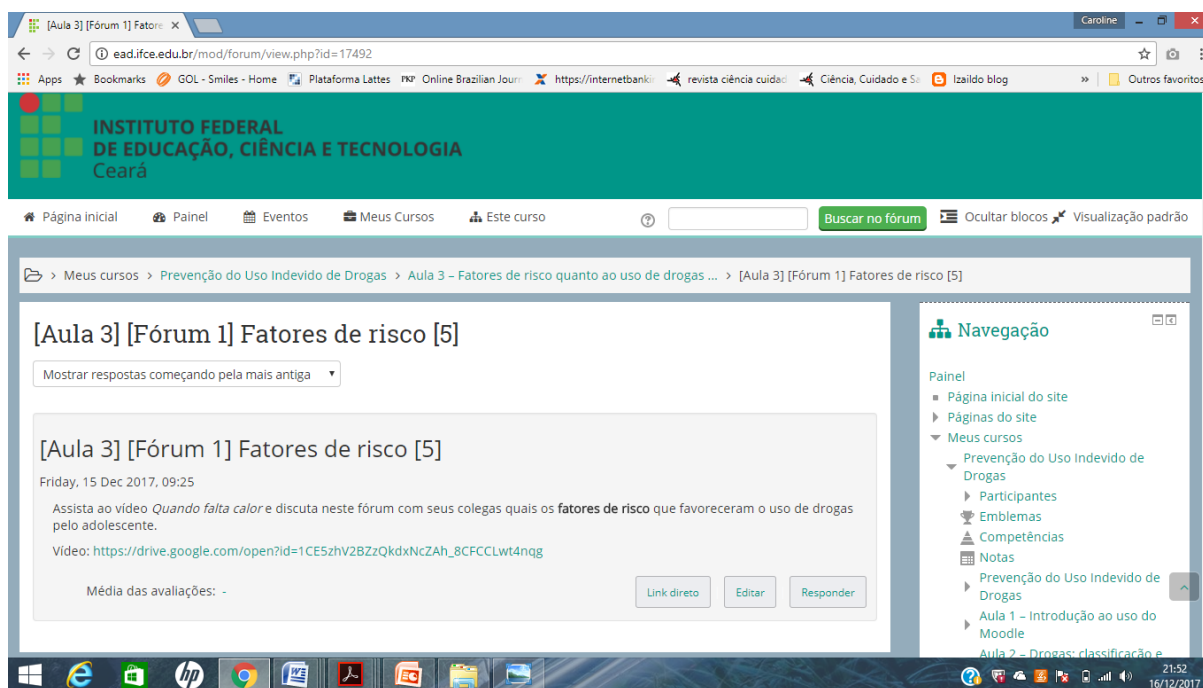 [Aula 3] [Fórum 1] Fatore
Caroline
ead.ifce.edu.br/mod/forum/view.php?id=17492
Apps Bookmarks GOL - Smiles - Home Plataforma Lattes PKP Online Brazilian Journ https://internetbankin revista ciência cuidad Ciência, Cuidado e Sa Izaildo blog » Outros favoritos
INSTITUTO FEDERAL
DE EDUCAÇÃO, CIÊNCIA E TECNOLOGIA
Ceará
Página inicial Painel Eventos Meus Cursos Este curso Buscar no fórum Ocultar blocos Visualização padrão
> Meus cursos > Prevenção do Uso Indevido de Drogas > Aula 3 – Fatores de risco quanto ao uso de drogas ... > [Aula 3] [Fórum 1] Fatores de risco [5]
[Aula 3] [Fórum 1] Fatores de risco [5]
Mostrar respostas começando pela mais antiga
[Aula 3] [Fórum 1] Fatores de risco [5]
Friday, 15 Dec 2017, 09:25
Assista ao vídeo Quando falta calor e discuta neste fórum com seus colegas quais os fatores de risco que favoreceram o uso de drogas
pelo adolescente.
Vídeo: https://drive.google.com/open?id=1CE5zhV2BZzQkdxNcZAh_8CFCCLwt4nqg
Média das avaliações: -
Link direto Editar Responder
Navegação
Painel
Página inicial do site
Páginas do site
Meus cursos
Prevenção do Uso Indevido de
Drogas
Participantes
Emblemas
Competências
Notas
Prevenção do Uso Indevido de
Drogas
Aula 1 – Introdução ao uso do
Moodle
Aula 2 – Drogas: classificação e
21:52
16/12/2017